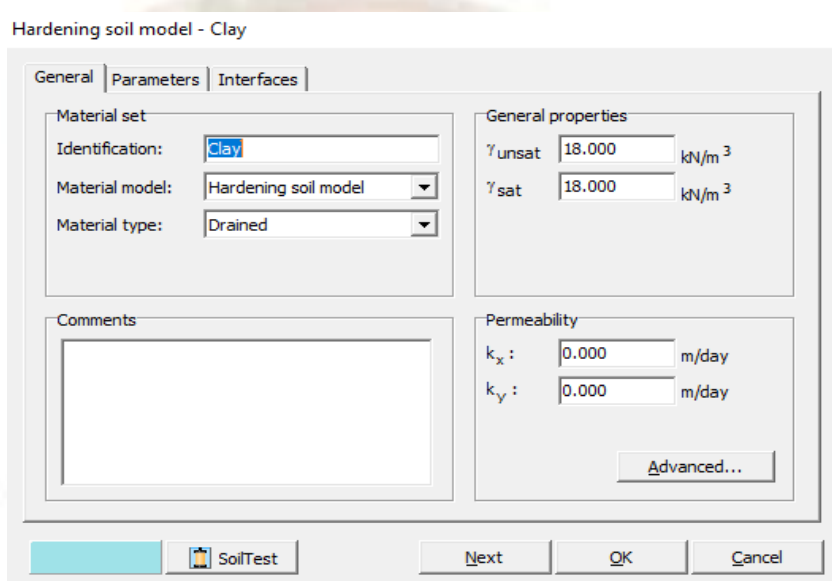 Hardening soil model - Clay
General Parameters Interfaces
Material set
Identification: Clay
Material model: Hardening soil model
Material type: Drained
General properties
γunsat 18.000 kN/m 3
γsat 18.000 kN/m 3
Comments
Permeability
kx : 0.000 m/day
ky : 0.000 m/day
Advanced...
SoilTest Next OK Cancel